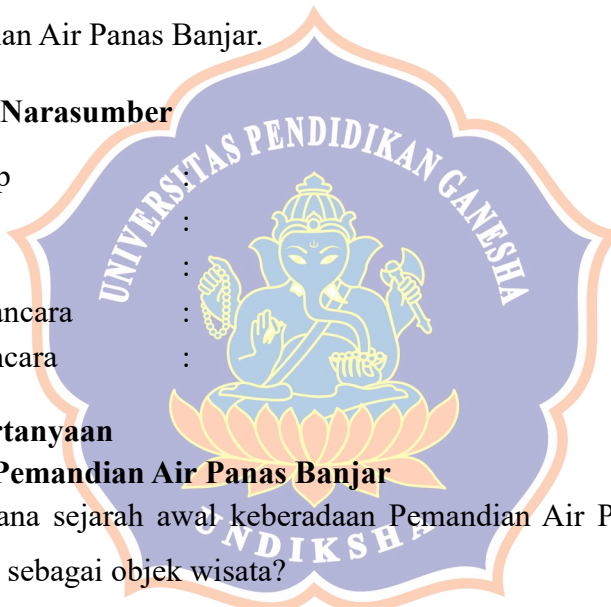 an Air Panas Banjar.
Narasumber
UNIVERSITAS PENDIDIKAN GANESHA
p :
:
:
ancara :
ncara :
rtanyaan
Pemandian Air Panas Banjar
ana sejarah awal keberadaan Pemandian Air P
UNDIKSHA
sebagai objek wisata?